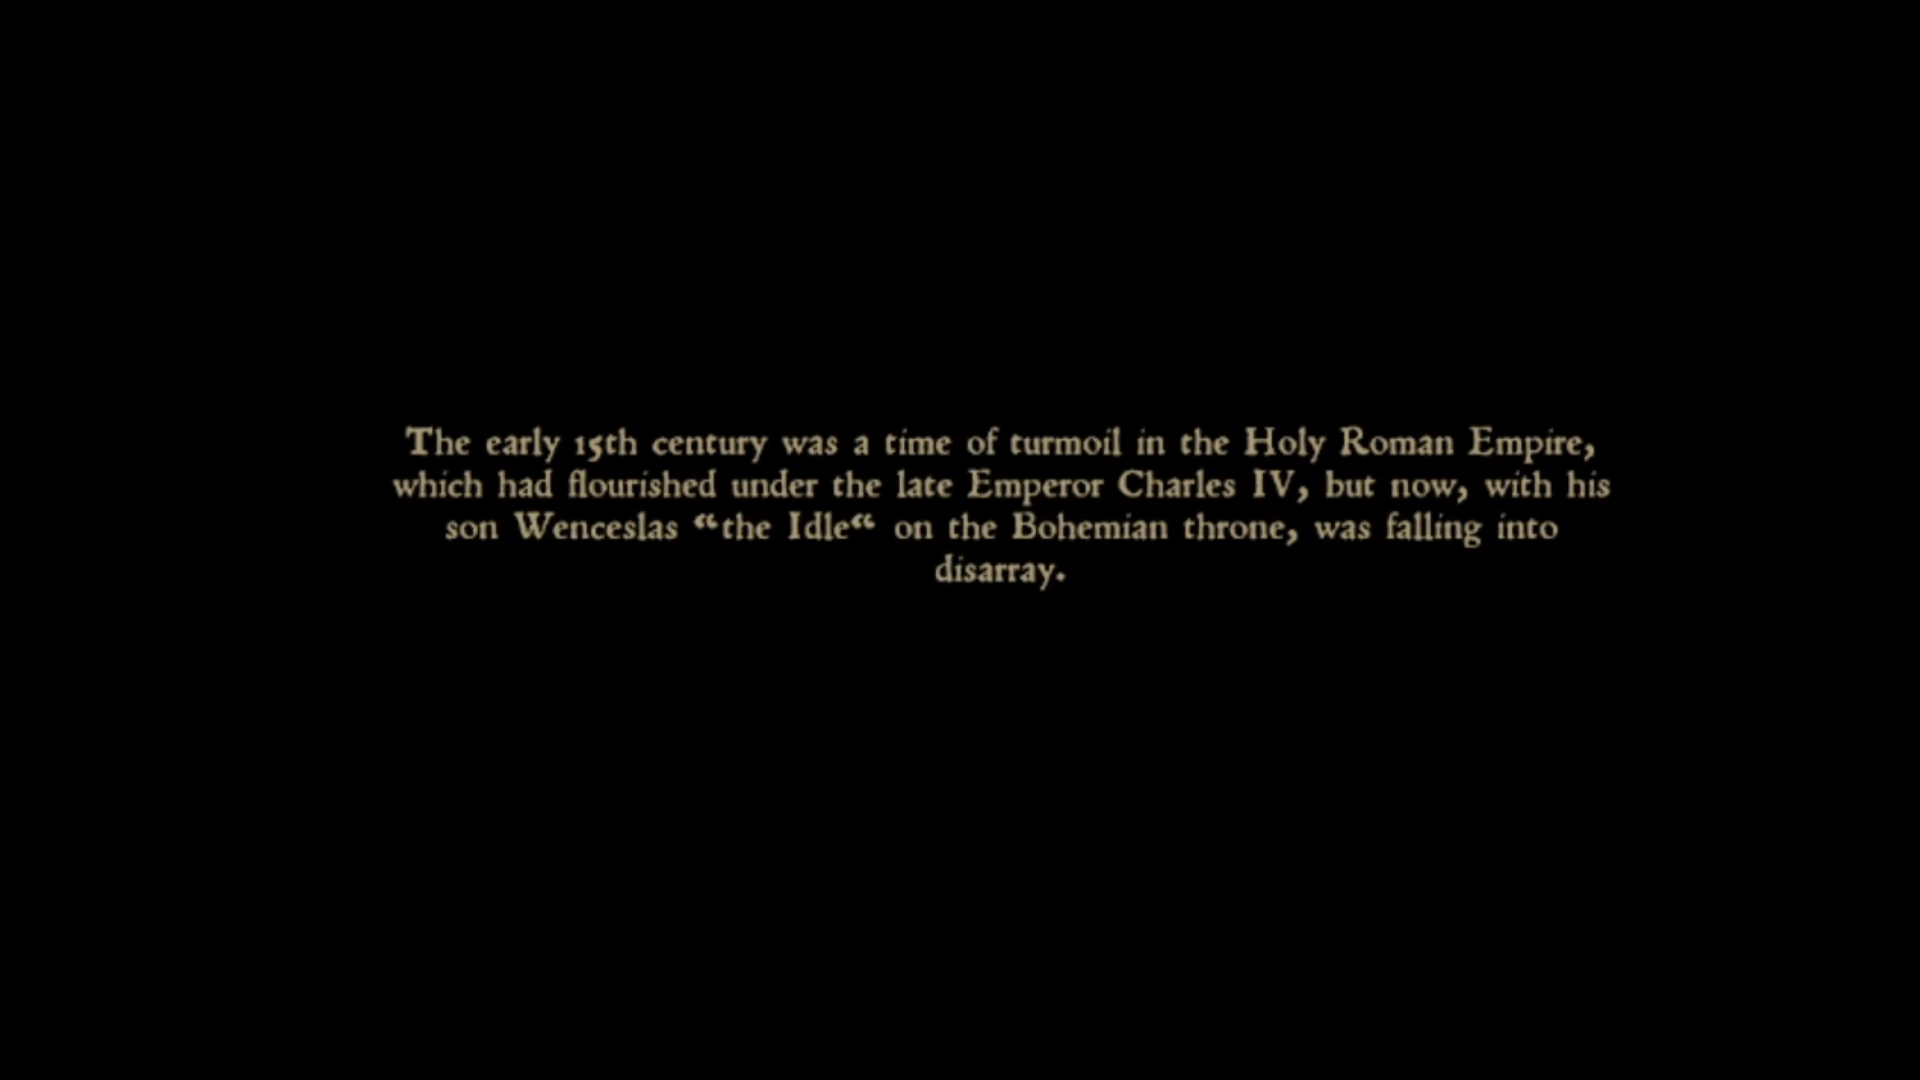 The early 15th century was a time of turmoil in the Holy Roman Empire,
which had flourished under the late Emperor Charles IV, but now, with his
son Wenceslas “the Idle“ on the Bohemian throne, was falling into
disarray.